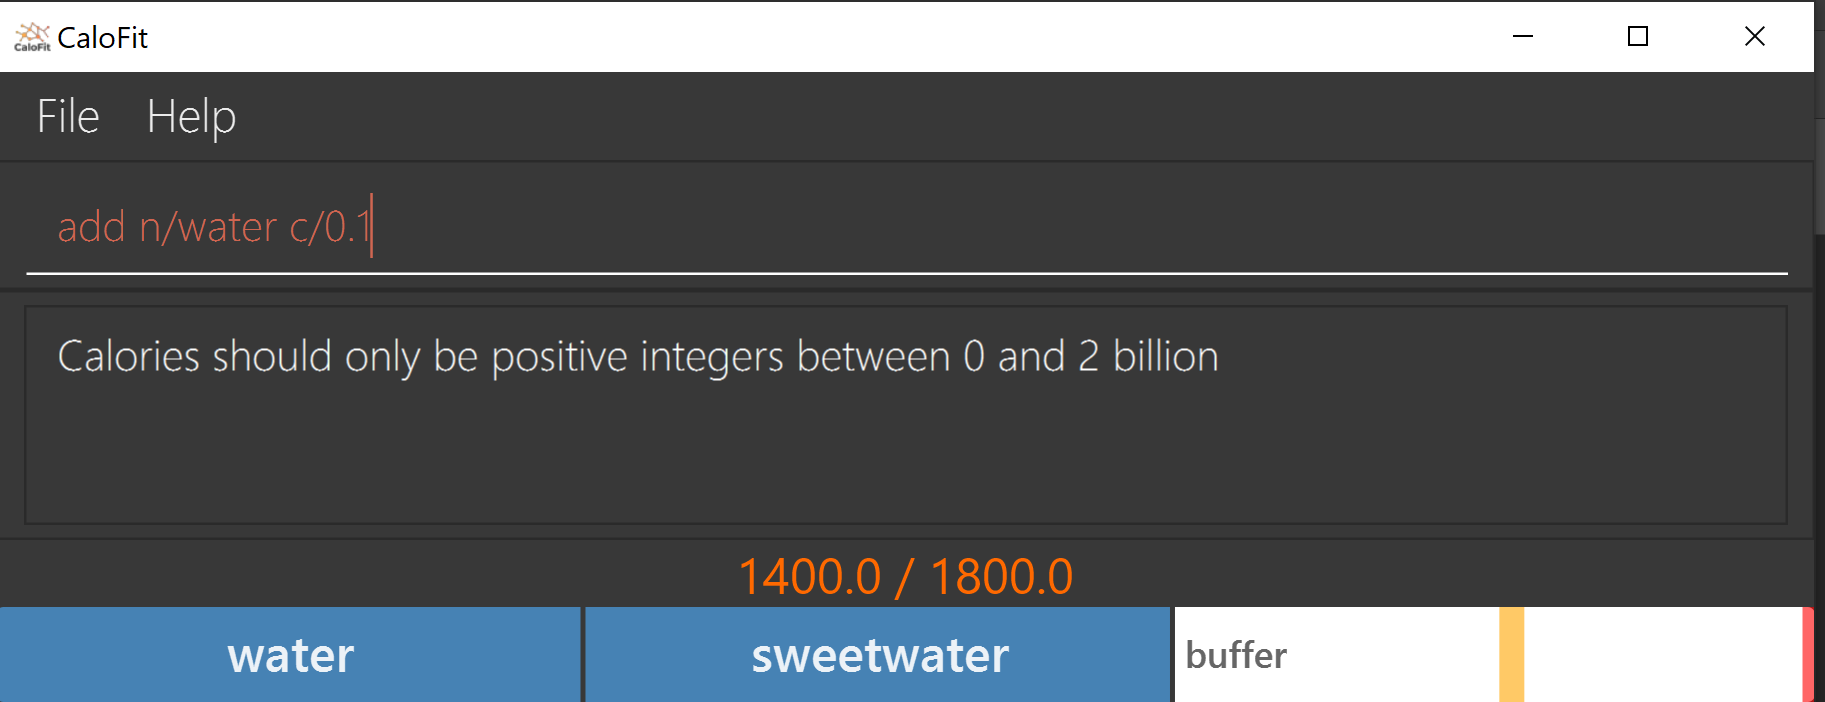 CaloFit CaloFit
File Help
add n/water c/0.1
Calories should only be positive integers between 0 and 2 billion
1400.0 / 1800.0
water sweetwater buffer